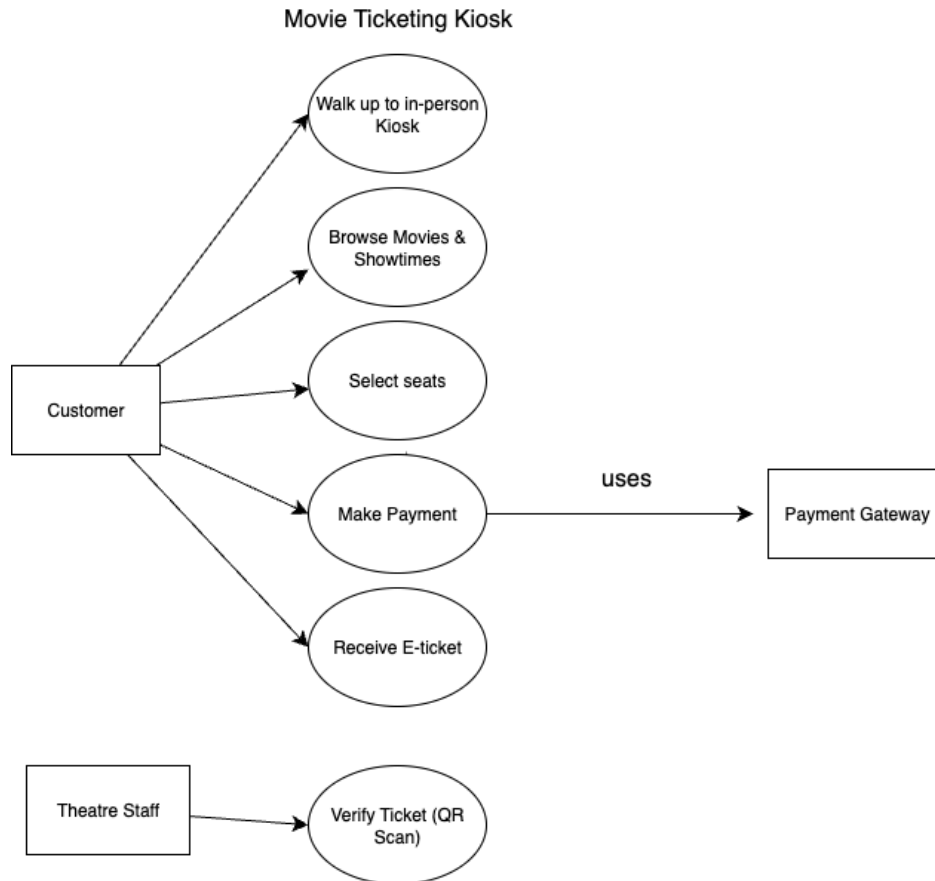 Movie Ticketing Kiosk
Walk up to in-person
Kiosk
Browse Movies &
Showtimes
Select seats
Customer
uses
Make Payment
Payment Gateway
Receive E-ticket
Theatre Staff
Verify Ticket (QR
Scan)